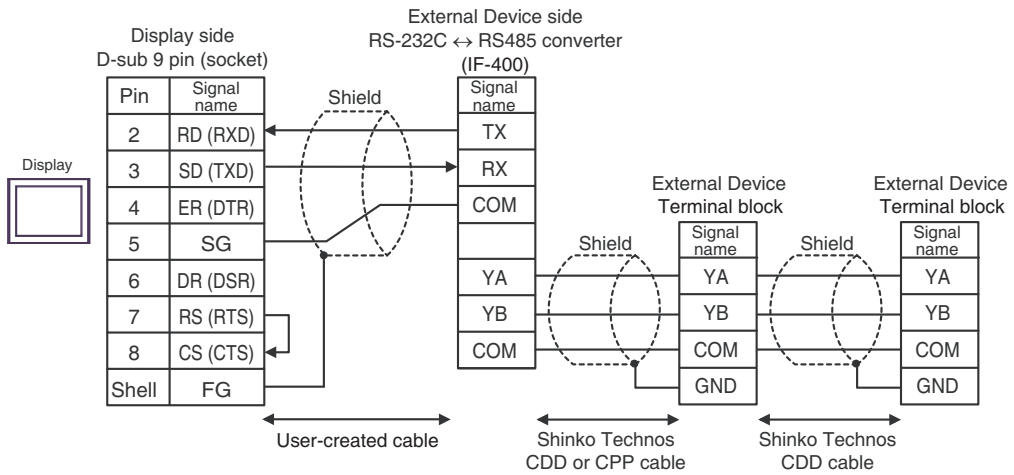 Display side
D-sub 9 pin (socket)
External Device side
RS-232C ↔ RS485 converter
(IF-400)
Display
Pin Signal name
2 RD (RXD)
3 SD (TXD)
4 ER (DTR)
5 SG
6 DR (DSR)
7 RS (RTS)
8 CS (CTS)
Shell FG
Shield
Signal name
TX
RX
COM
YA
YB
COM
Shield
External Device
Terminal block
Signal name
YA
YB
COM
GND
Shield
External Device
Terminal block
Signal name
YA
YB
COM
GND
User-created cable
Shinko Technos
CDD or CPP cable
Shinko Technos
CDD cable